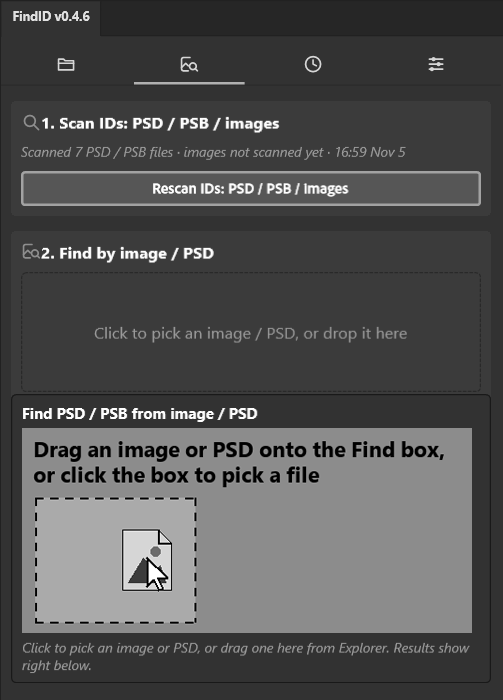 FindID v0.4.6
1. Scan IDs: PSD / PSB / images
Scanned 7 PSD / PSB files · images not scanned yet · 16:59 Nov 5
Rescan IDs: PSD / PSB / Images
2. Find by image / PSD
Click to pick an image / PSD, or drop it here
Find PSD / PSB from image / PSD
Drag an image or PSD onto the Find box,
or click the box to pick a file
Click to pick an image or PSD, or drag one here from Explorer. Results show
right below.